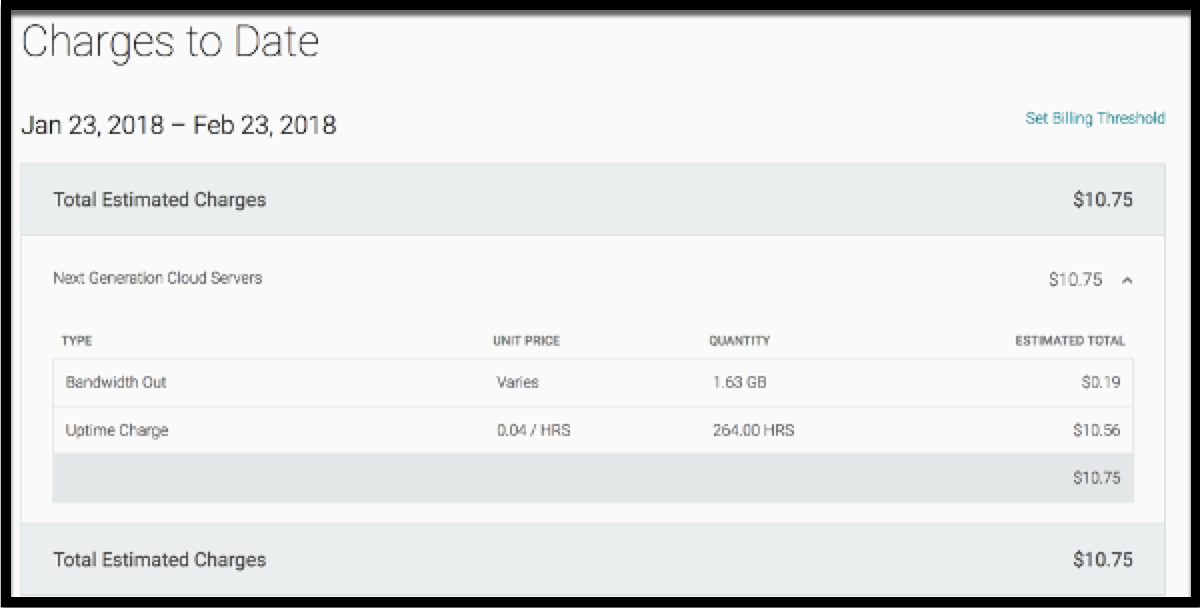 Charges to Date
Jan 23, 2018 – Feb 23, 2018
Set Billing Threshold
Total Estimated Charges $10.75
Next Generation Cloud Servers $10.75
TYPE UNIT PRICE QUANTITY ESTIMATED TOTAL
Bandwidth Out Varies 1.63 GB $0.19
Uptime Charge 0.04 / HRS 264.00 HRS $10.56
$10.75
Total Estimated Charges $10.75